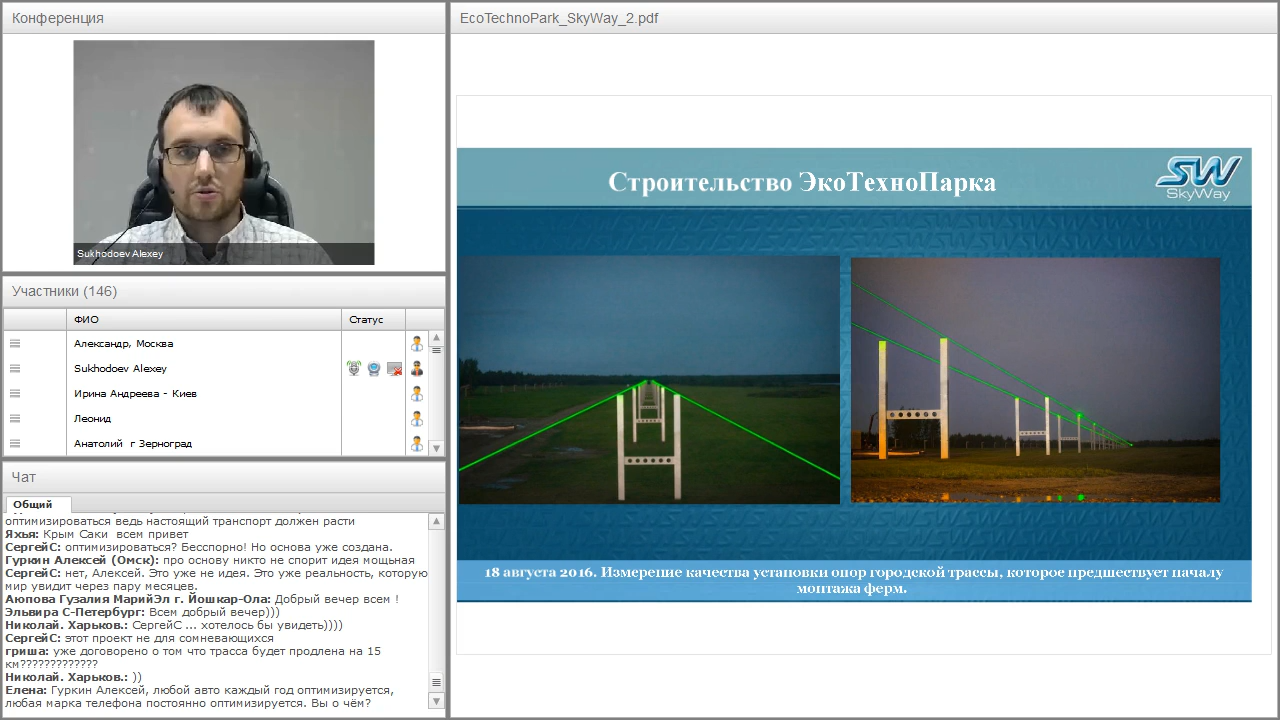 Конференция
Sukhodoev Alexey
Участники (146)
ФИО
Статус
Александр, Москва
Sukhodoev Alexey
Ирина Андреева - Киев
Леонид
Анатолий г Зерноград
Чат
Общий
оптимизироваться ведь настоящий транспорт должен расти
Яхья: Крым Саки всем привет
СергейС: оптимизироваться? Бесспорно! Но основа уже создана.
Гуркин Алексей (Омск): про основу никто не спорит идея мощьная
СергейС: нет, Алексей. Это уже не идея. Это уже реальность, которую
мир увидит через пару месяцев.
Аюпова Гузалия МарийЭл г. Йошкар-Ола: Добрый вечер всем !
Эльвира С-Петербург: Всем добрый вечер)))
Николай. Харьков.: СергейС ... хотелось бы увидеть))))
СергейС: этот проект не для сомневающихся
гриша: уже договорено о том что трасса будет продлена на 15
км?????????????
Николай. Харьков.: ))
Елена: Гуркин Алексей, любой авто каждый год оптимизируется,
любая марка телефона постоянно оптимизируется. Вы о чём?
EcoTechnoPark_SkyWay_2.pdf
Строительство ЭкоТехноПарка
SW
SkyWay
18 августа 2016. Измерение качества установки опор городской трассы, которое предшествует началу
монтажа ферм.